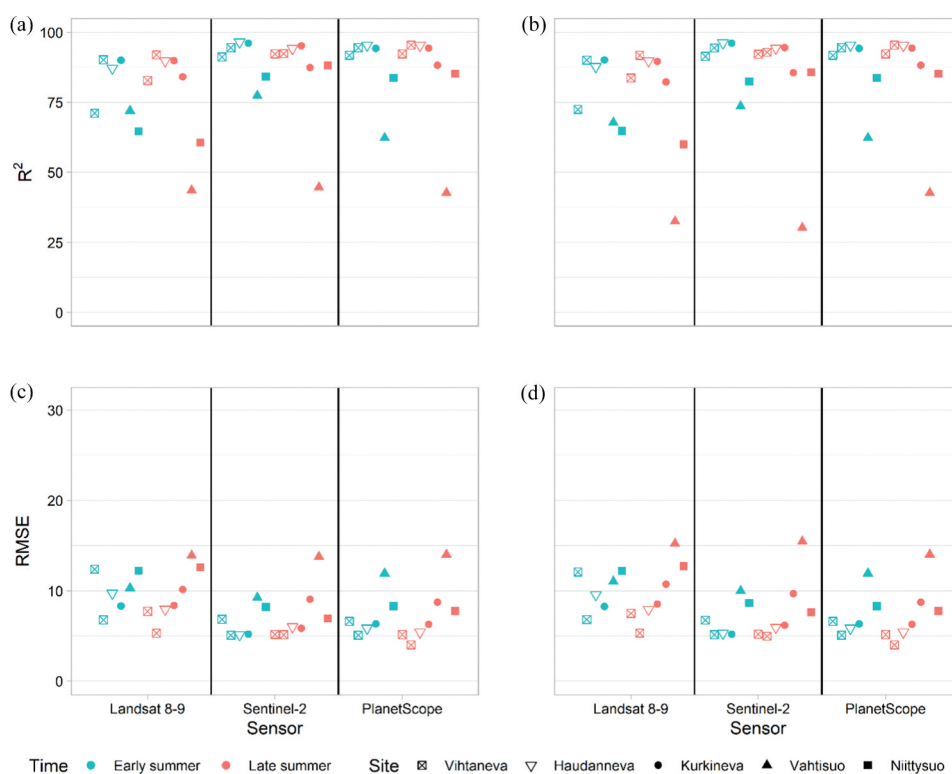 (a) (b)
100
75
50
25
0
R²
(c) (d)
30
20
10
0
RMSE
Landsat 8-9 Sentinel-2 PlanetScope Landsat 8-9 Sentinel-2 PlanetScope
Sensor Sensor
Time Early summer Late summer Site Vihtaneva Haudanneva Kurkineva Vahtisuo Niittysuo